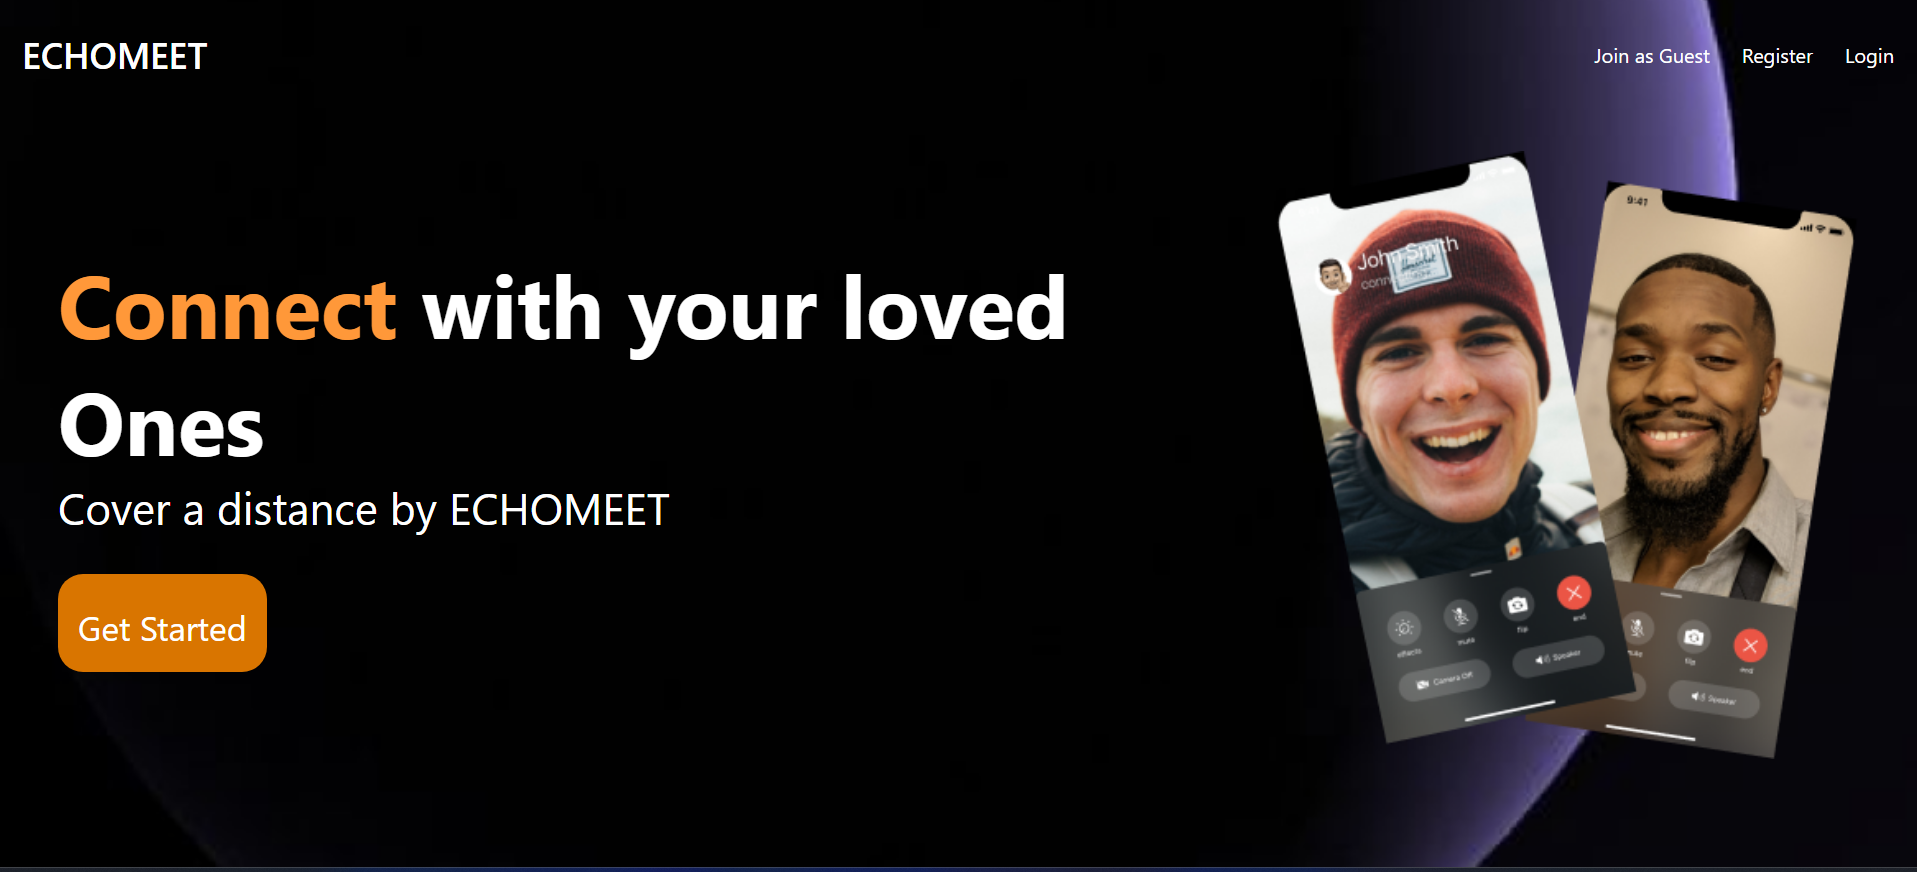 ECHOMEET
Join as Guest Register Login
Connect with your loved
Ones
Cover a distance by ECHOMEET
Get Started
John Smith
9:41
effects mute flip end
Camera Off Speaker
mute flip end
Speaker